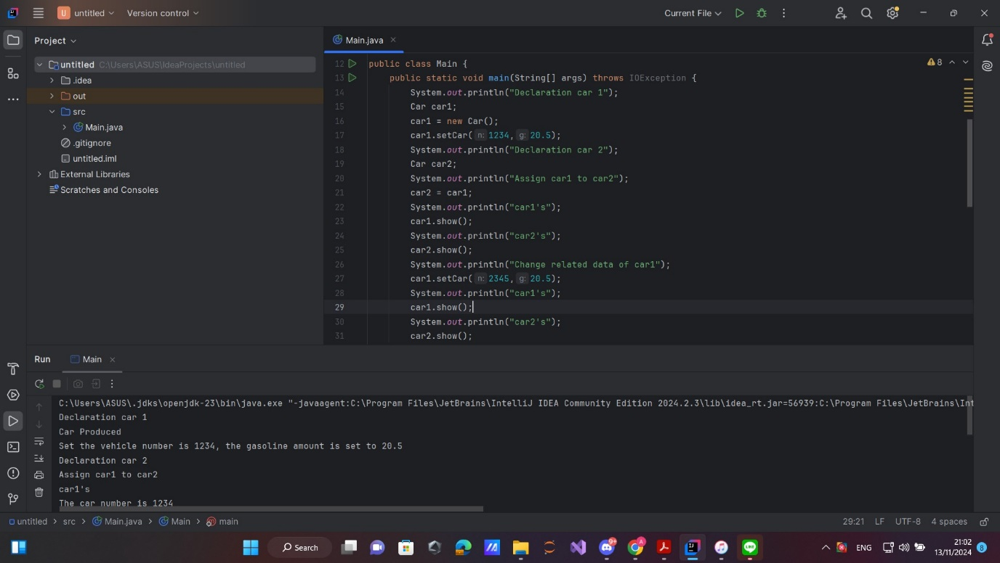 U untitled Version control Current File
Project
Main.java
untitled C:\Users\ASUS\IdeaProjects\untitled
.idea
out
src
Main.java
.gitignore
untitled.iml
External Libraries
Scratches and Consoles
8
12 public class Main {
13 public static void main(String[] args) throws IOException {
14 System.out.println("Declaration car 1");
15 Car car1;
16 car1 = new Car();
17 car1.setCar( n: 1234, g: 20.5);
18 System.out.println("Declaration car 2");
19 Car car2;
20 System.out.println("Assign car1 to car2");
21 car2 = car1;
22 System.out.println("car1's");
23 car1.show();
24 System.out.println("car2's");
25 car2.show();
26 System.out.println("Change related data of car1");
27 car1.setCar( n: 2345, g: 20.5);
28 System.out.println("car1's");
29 car1.show();
30 System.out.println("car2's");
31 car2.show();
Run Main
C:\Users\ASUS\.jdks\openjdk-23\bin\java.exe "-javaagent:C:\Program Files\JetBrains\IntelliJ IDEA Community Edition 2024.2.3\lib\idea_rt.jar=56939:C:\Program Files\JetBrains\Int
Declaration car 1
Car Produced
Set the vehicle number is 1234, the gasoline amount is set to 20.5
Declaration car 2
Assign car1 to car2
car1's
The car number is 1234
untitled > src > Main.java > Main > main 29:21 LF UTF-8 4 spaces
Search ENG 21:02
13/11/2024 8